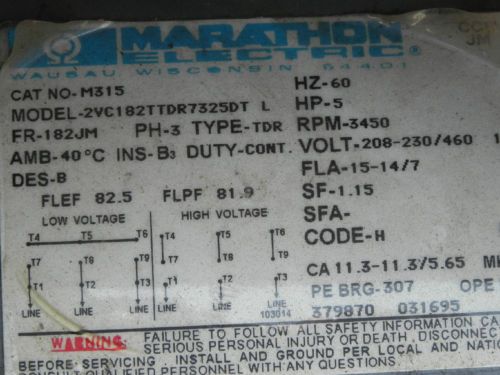 MARATHON
ELECTRIC
WAUSAU WISCONSIN 54401
CAT NO-M315
HZ-60
MODEL-2VC182TTDR7325DT L
HP-5
FR-182JM PH-3 TYPE-TDR
RPM-3450
AMB-40°C INS-B3 DUTY-CONT.
VOLT-208-230/460 1
DES-B
FLA-15-14/7
FLEF 82.5 FLPF 81.9
SF-1.15
LOW VOLTAGE HIGH VOLTAGE
SFA-
T4 T5 T6 T4 T5 T6
CODE-H
T7 T8 T9 T7 T8 T9
T1 T2 T3 T1 T2 T3
CA 11.3-11.3/5.65
LINE LINE LINE LINE LINE LINE
PE BRG-307 OPE
103014
379870 031695
WARNING: FAILURE TO FOLLOW ALL SAFETY INFORMATION
SERIOUS PERSONAL INJURY OR DEATH, DISCONNEC
BEFORE SERVICING. INSTALL AND GROUND PER LOCAL AND NATI
CONSULT QUALIFIED PERSONNEL WITH ANY QUESTIONS.